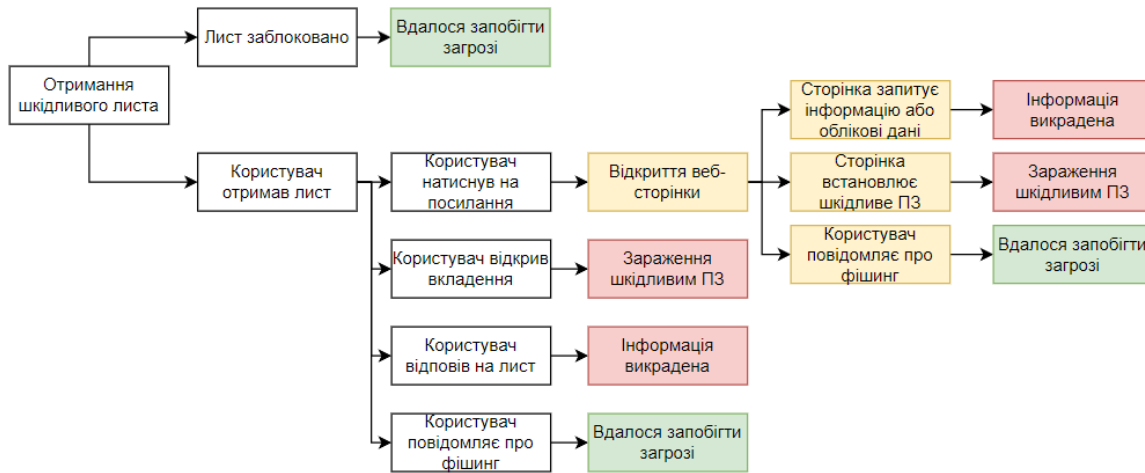 Лист заблоковано
Вдалося запобігти
загрозі
Отримання
шкідливого листа
Сторінка запитує
інформацію або
облікові дані
Інформація
викрадена
Користувач
отримав лист
Користувач
натиснув на
посилання
Відкриття веб-
сторінки
Сторінка
встановлює
шкідливе ПЗ
Зараження
шкідливим ПЗ
Користувач
повідомляє про
фішинг
Вдалося запобігти
загрозі
Користувач відкрив
вкладення
Зараження
шкідливим ПЗ
Користувач
відповів на лист
Інформація
викрадена
Користувач
повідомляє про
фішинг
Вдалося запобігти
загрозі